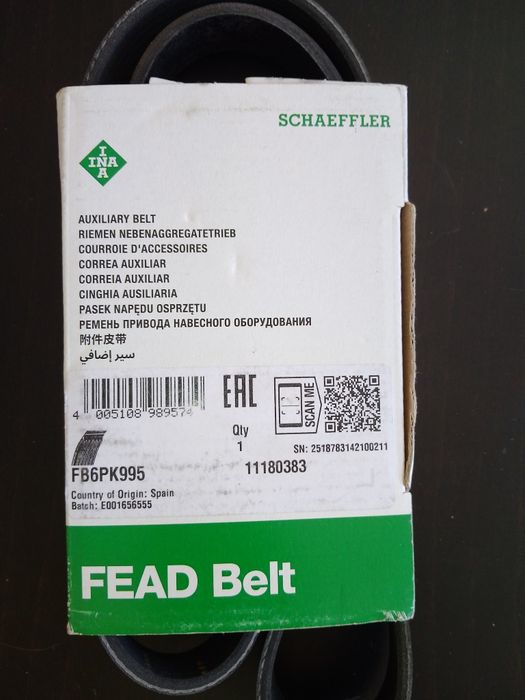 SCHAEFFLER
INA
INA
AUXILIARY BELT
RIEMEN NEBENAGGREGATETRIEB
COURROIE D'ACCESSOIRES
CORREA AUXILIAR
CORREIA AUXILIAR
CINGHIA AUSILIARIA
PASEK NAPĘDU OSPRZĘTU
РЕМЕНЬ ПРИВОДА НАВЕСНОГО ОБОРУДОВАНИЯ
附件皮带
سير إضافي
4 005108 989574
EAC
SCAN ME
Qty
1
SN: 2518783142100211
FB6PK995
11180383
Country of Origin: Spain
Batch: E001656555
FEAD Belt